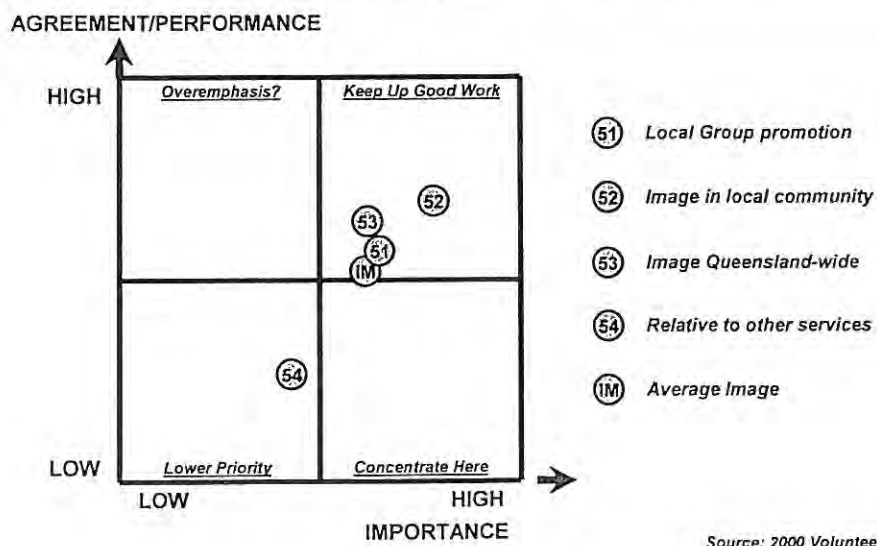 AGREEMENT/PERFORMANCE
HIGH
Overemphasis?
Keep Up Good Work
51 Local Group promotion
52
52 Image in local community
53
51
IM
53 Image Queensland-wide
54 Relative to other services
54
IM Average Image
LOW
Lower Priority
Concentrate Here
LOW
HIGH
IMPORTANCE
Source: 2000